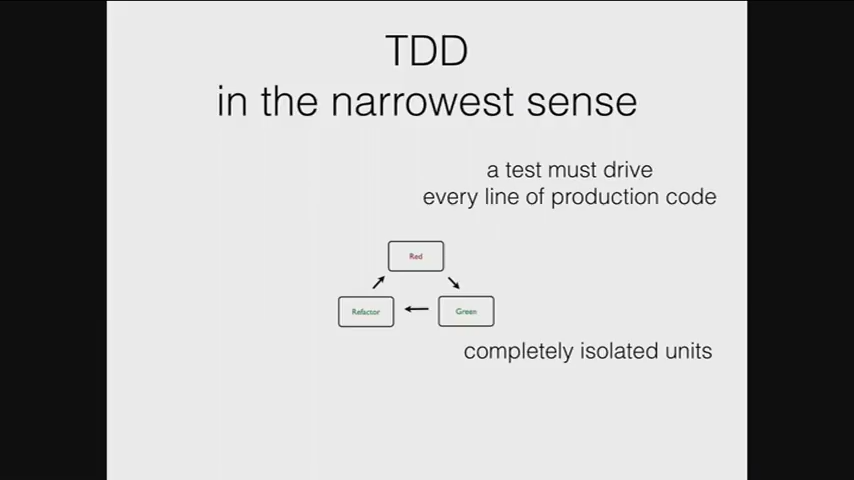 TDD
in the narrowest sense
a test must drive
every line of production code
Red
Refactor
Green
completely isolated units